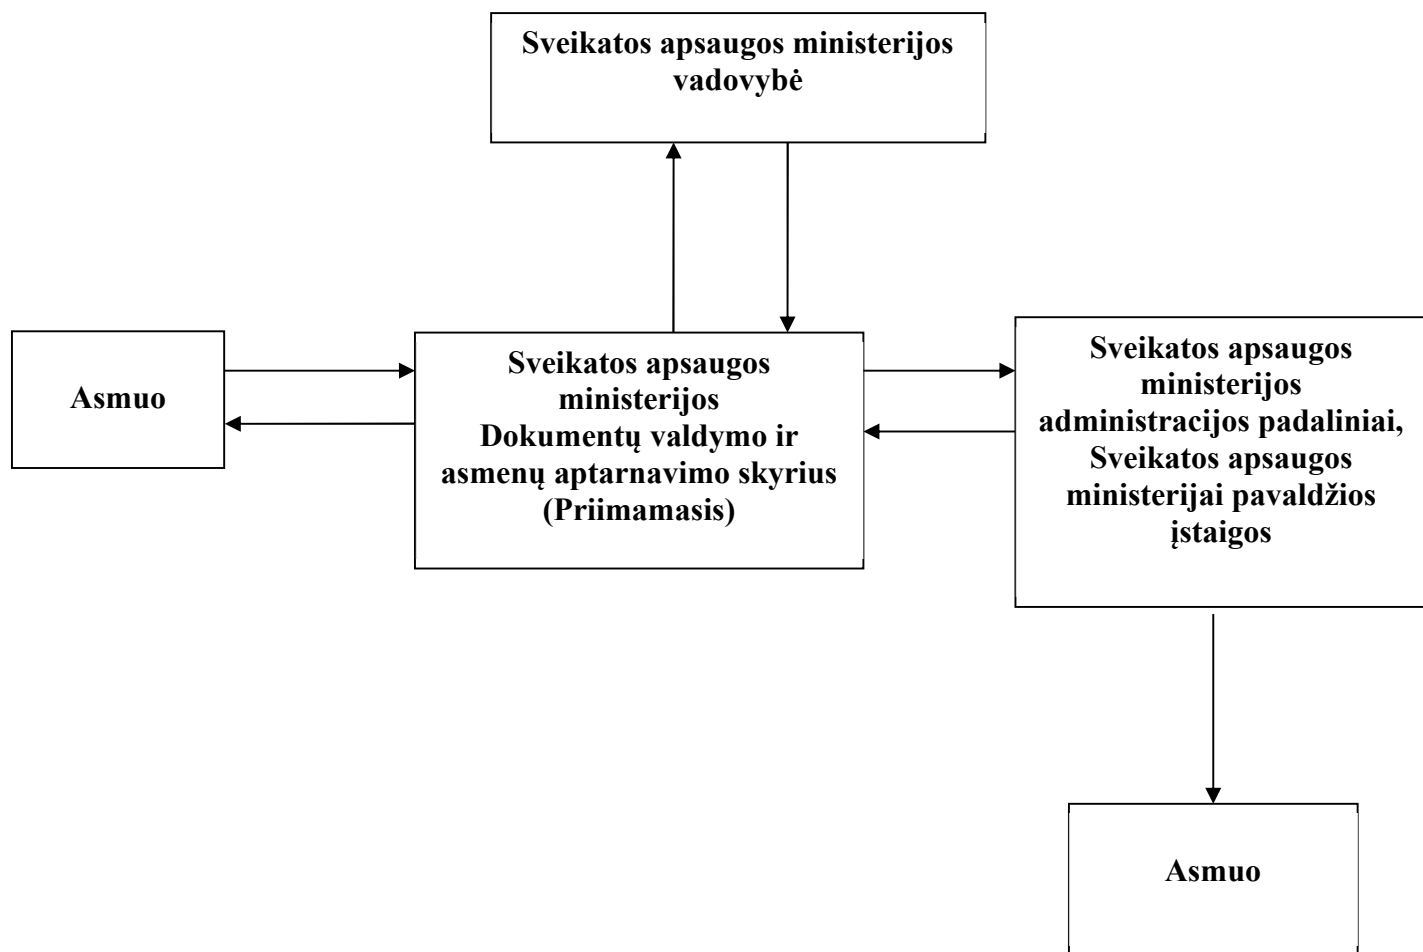 Sveikatos apsaugos ministerijos
vadovybė
Asmuo
Sveikatos apsaugos
ministerijos
Dokumentų valdymo ir
asmenų aptarnavimo skyrius
(Priimamasis)
Sveikatos apsaugos
ministerijos
administracijos padaliniai,
Sveikatos apsaugos
ministerijai pavaldžios
įstaigos
Asmuo